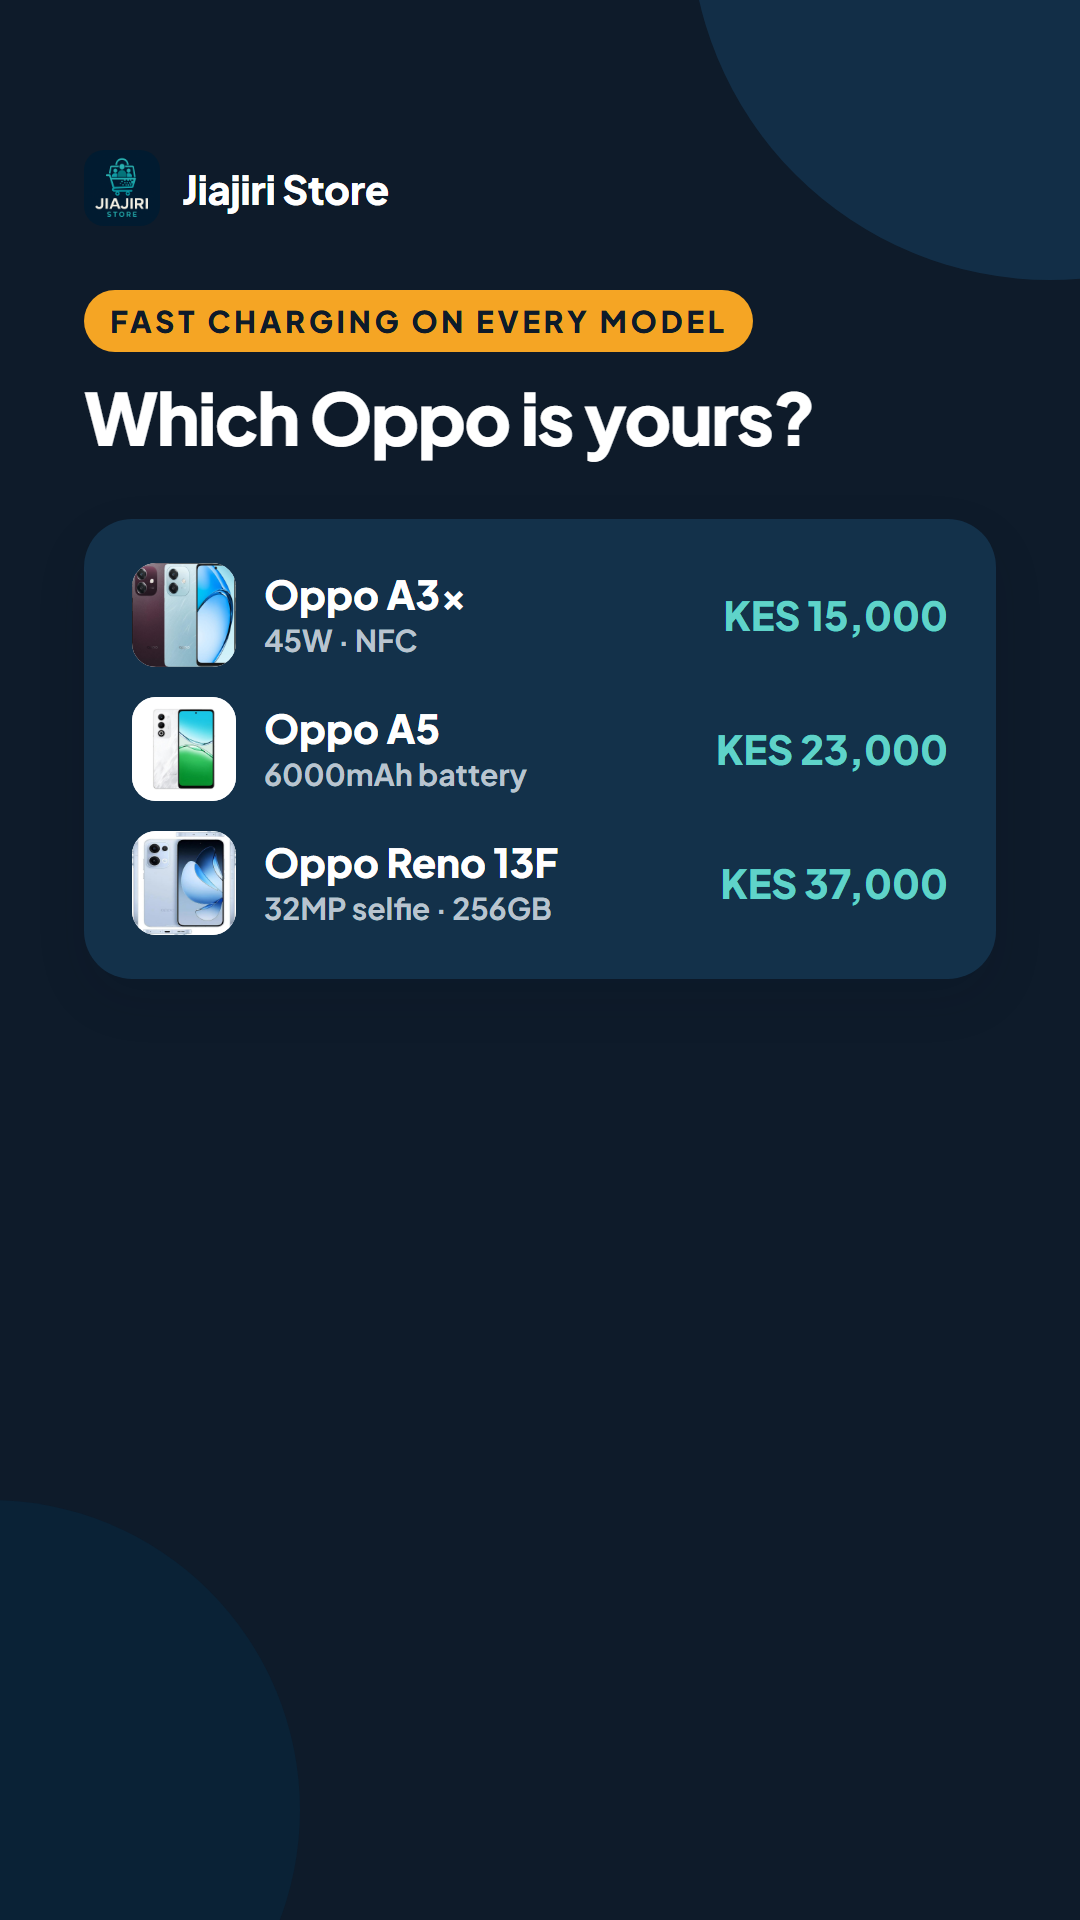 JIAJIRI
STORE
Jiajiri Store
FAST CHARGING ON EVERY MODEL
Which Oppo is yours?
Oppo A3x
45W · NFC
KES 15,000
Oppo A5
6000mAh battery
KES 23,000
Oppo Reno 13F
32MP selfie · 256GB
KES 37,000